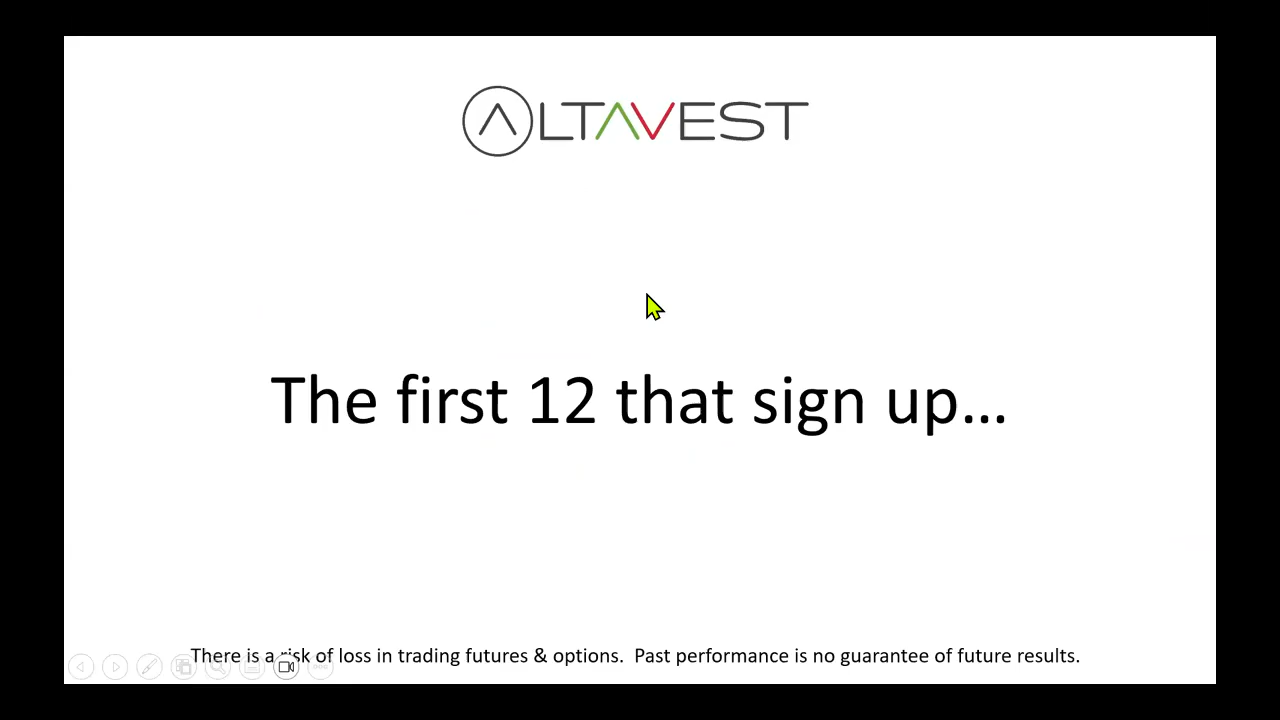 ALTAVEST
The first 12 that sign up...
There is a risk of loss in trading futures & options.  Past performance is no guarantee of future results.